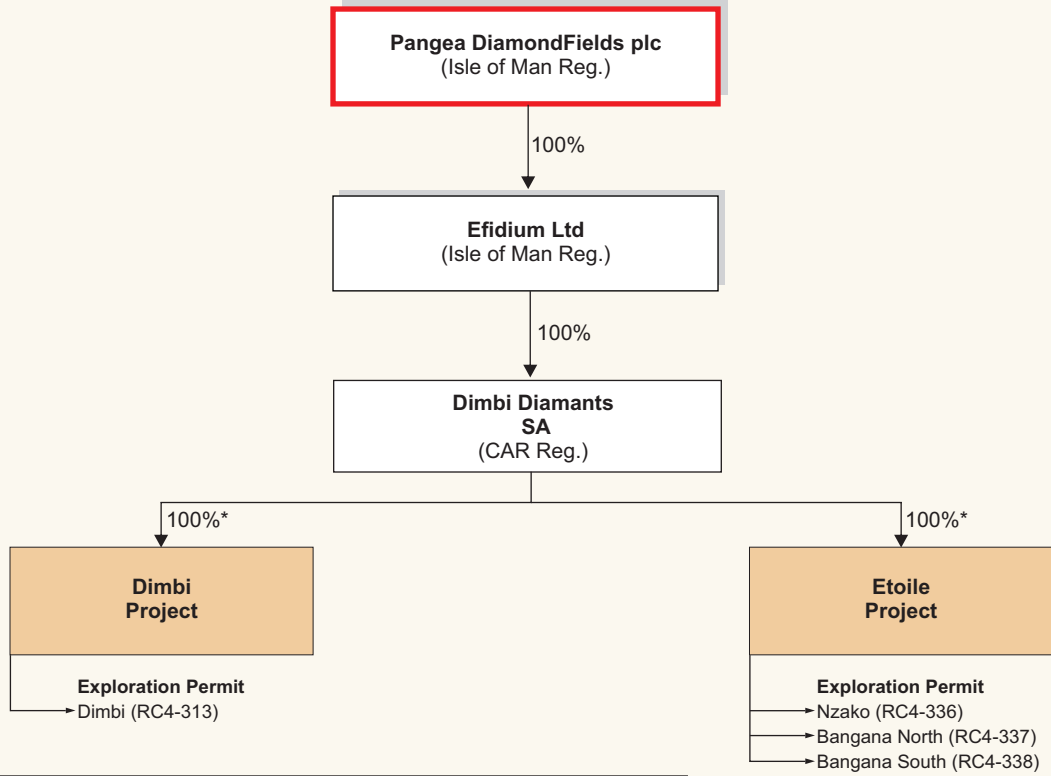 Pangea DiamondFields plc
(Isle of Man Reg.)
100%
Efidium Ltd
(Isle of Man Reg.)
100%
Dimbi Diamants
SA
(CAR Reg.)
100%*
100%*
Dimbi
Project
Etoile
Project
Exploration Permit
Dimbi (RC4-313)
Exploration Permit
Nzako (RC4-336)
Bangana North (RC4-337)
Bangana South (RC4-338)